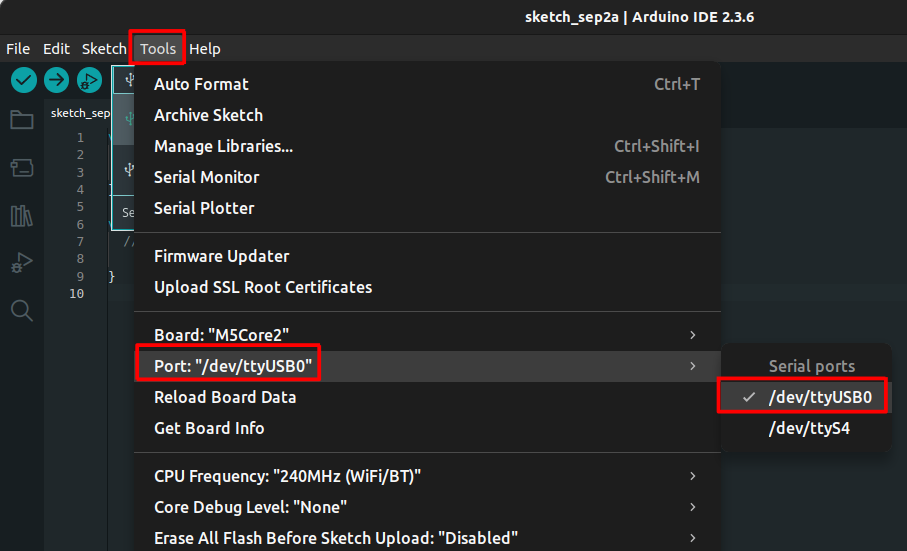 sketch_sep2a | Arduino IDE 2.3.6
File Edit Sketch Tools Help
sketch_sep
Auto Format Ctrl+T
Archive Sketch
Manage Libraries... Ctrl+Shift+I
Serial Monitor Ctrl+Shift+M
Serial Plotter
Firmware Updater
Upload SSL Root Certificates
Board: "M5Core2"
Port: "/dev/ttyUSB0"
Reload Board Data
Get Board Info
CPU Frequency: "240MHz (WiFi/BT)"
Core Debug Level: "None"
Erase All Flash Before Sketch Upload: "Disabled"
Serial ports
/dev/ttyUSB0
/dev/ttyS4
1
2
3
4
5
Se
6
7 //
8
9 }
10